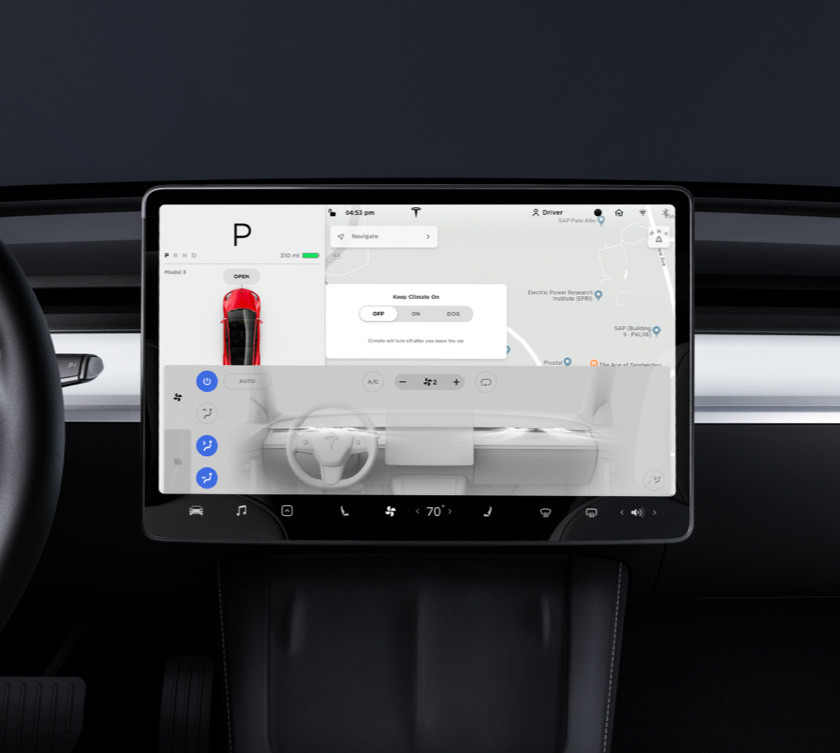 04:53 pm
Driver
SAP Palo Alto
P
Navigate
P R N D
310 mi
Model 3
OPEN
Electric Power Research
Institute (EPRI)
Keep Climate On
OFF
ON
DOG
SAP (Building
Climate will turn off after you leave the car
Pivotal
The Ace of Sandwiches
AUTO
A/C
2
70°